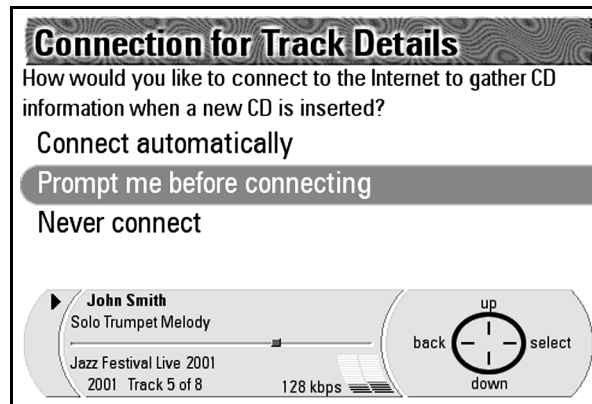 Connection for Track Details
How would you like to connect to the Internet to gather CD
information when a new CD is inserted?
Connect automatically
Prompt me before connecting
Never connect
John Smith
Solo Trumpet Melody
Jazz Festival Live 2001
2001 Track 5 of 8
128 kbps
up
back
select
down